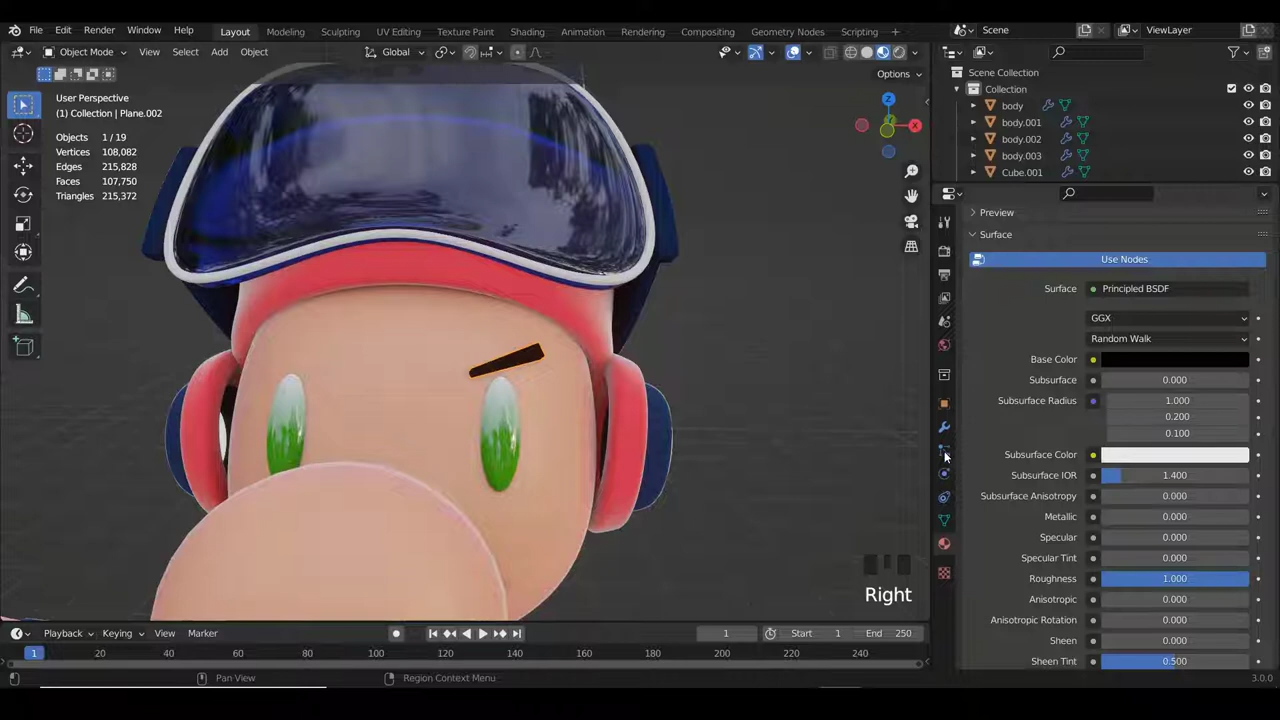 File Edit Render Window Help Layout Modeling Sculpting UV Editing Texture Paint Shading Animation Rendering Compositing Geometry Nodes Scripting + Scene ViewLayer
Object Mode View Select Add Object Global
Options
User Perspective
(1) Collection | Plane.002
Objects 1 / 19
Vertices 108,082
Edges 215,828
Faces 107,750
Triangles 215,372
Z
X
Right
Scene Collection
Collection
body
body.001
body.002
body.003
Cube.001
Preview
Surface
Use Nodes
Surface Principled BSDF
GGX
Random Walk
Base Color
Subsurface 0.000
Subsurface Radius 1.000
0.200
0.100
Subsurface Color
Subsurface IOR 1.400
Subsurface Anisotropy 0.000
Metallic 0.000
Specular 0.000
Specular Tint 0.000
Roughness 1.000
Anisotropic 0.000
Anisotropic Rotation 0.000
Sheen 0.000
Sheen Tint 0.500
Playback Keying View Marker 1 Start 1 End 250
1 20 40 60 80 100 120 140 160 180 200 220 240
Pan View Region Context Menu 3.0.0